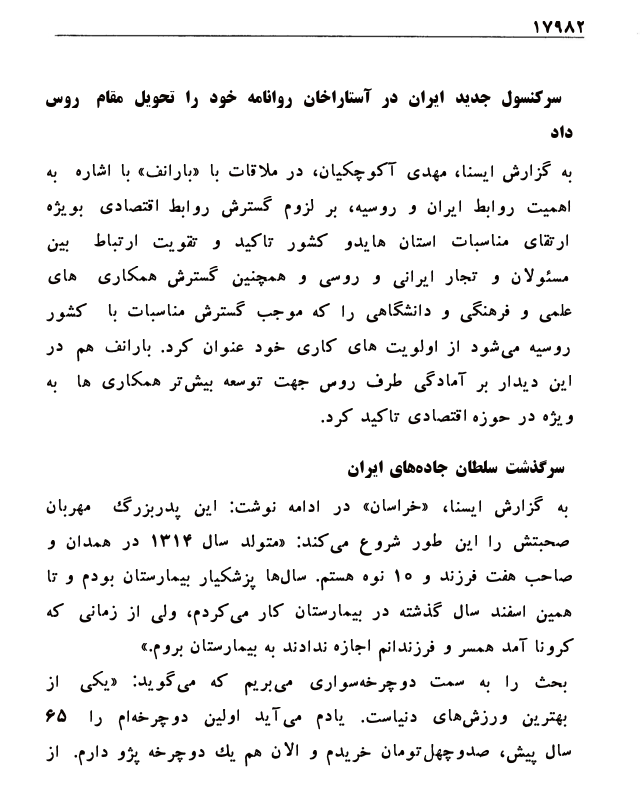 ۱۷۹۸۲
سرکنسول جدید ایران در آستاراخان روانامه خود را تحویل مقام روس
داد
به گزارش ایسنا، مهدی آکوچکیان، در ملاقات با «بارانف» با اشاره به
اهمیت روابط ایران و روسیه، بر لزوم گسترش روابط اقتصادی بویژه
ارتقای مناسبات استان هایدو کشور تاکید و تقویت ارتباط بین
مسئولان و تجار ایرانی و روسی و همچنین گسترش همکاری های
علمی و فرهنگی و دانشگاهی را که موجب گسترش مناسبات با کشور
روسیه می‌شود از اولویت های کاری خود عنوان کرد. بارانف هم در
این دیدار بر آمادگی طرف روس جهت توسعه بیش‌تر همکاری ها به
ویژه در حوزه اقتصادی تاکید کرد.
سرگذشت سلطان جاده‌های ایران
به گزارش ایسنا، «خراسان» در ادامه نوشت: این پدربزرگ مهربان
صحبتش را این طور شروع می‌کند: «متولد سال ۱۳۱۴ در همدان و
صاحب هفت فرزند و ۱۰ نوه هستم. سال‌ها پزشکیار بیمارستان بودم و تا
همین اسفند سال گذشته در بیمارستان کار می‌کردم، ولی از زمانی که
کرونا آمد همسر و فرزندانم اجازه ندادند به بیمارستان بروم.»
بحث را به سمت دوچرخه‌سواری می‌بریم که می‌گوید: «یکی از
بهترین ورزش‌های دنیاست. یادم می‌آید اولین دوچرخه‌ام را ۶۵
سال پیش، صدوچهل‌تومان خریدم و الان هم یك دوچرخه پژو دارم. از